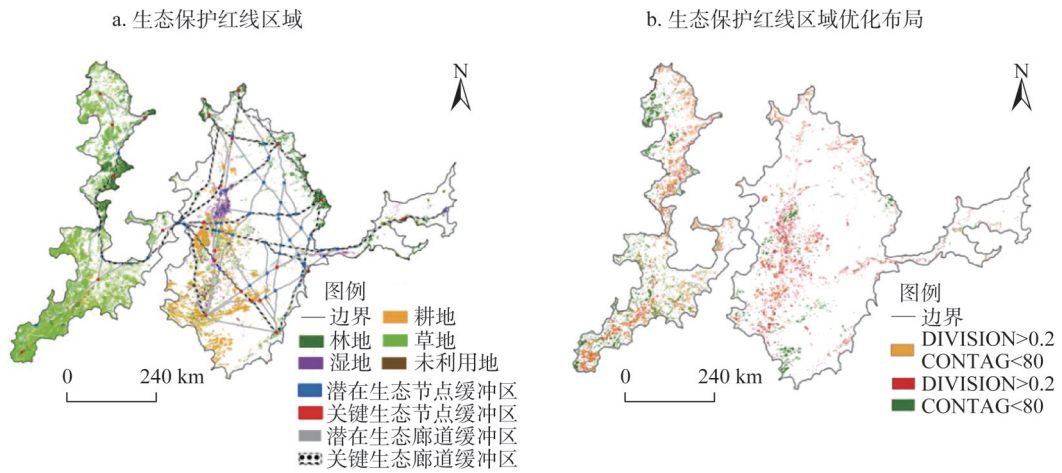 a. 生态保护红线区域
N
图例
边界
耕地
林地
草地
湿地
未利用地
潜在生态节点缓冲区
关键生态节点缓冲区
潜在生态廊道缓冲区
关键生态廊道缓冲区
0 240 km
b. 生态保护红线区域优化布局
N
图例
边界
DIVISION>0.2
CONTAG<80
DIVISION>0.2
CONTAG<80
0 240 km